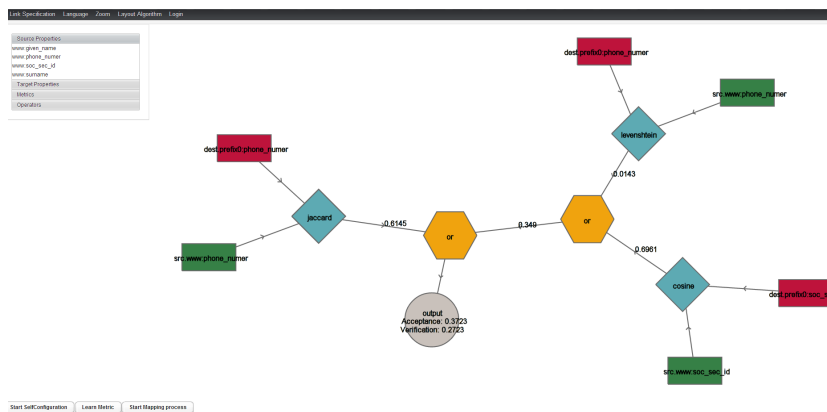 Link Specification Language Zoom Layout Algorithm Login
Source Properties
www:given_name
www:phone_numer
www:soc_sec_id
www:surname
Target Properties
Metrics
Operators
dest.prefix0:phone_numer
src.www:phone_numer
levenshtein
0.0143
dest.prefix0:phone_numer
jaccard
0.6145
or
0.349
or
src.www:phone_numer
0.6961
cosine
dest.prefix0:soc_s
output
Acceptance: 0.3723
Verification: 0.2723
src.www:soc_sec_id
Start SelfConfiguration Learn Metric Start Mapping process